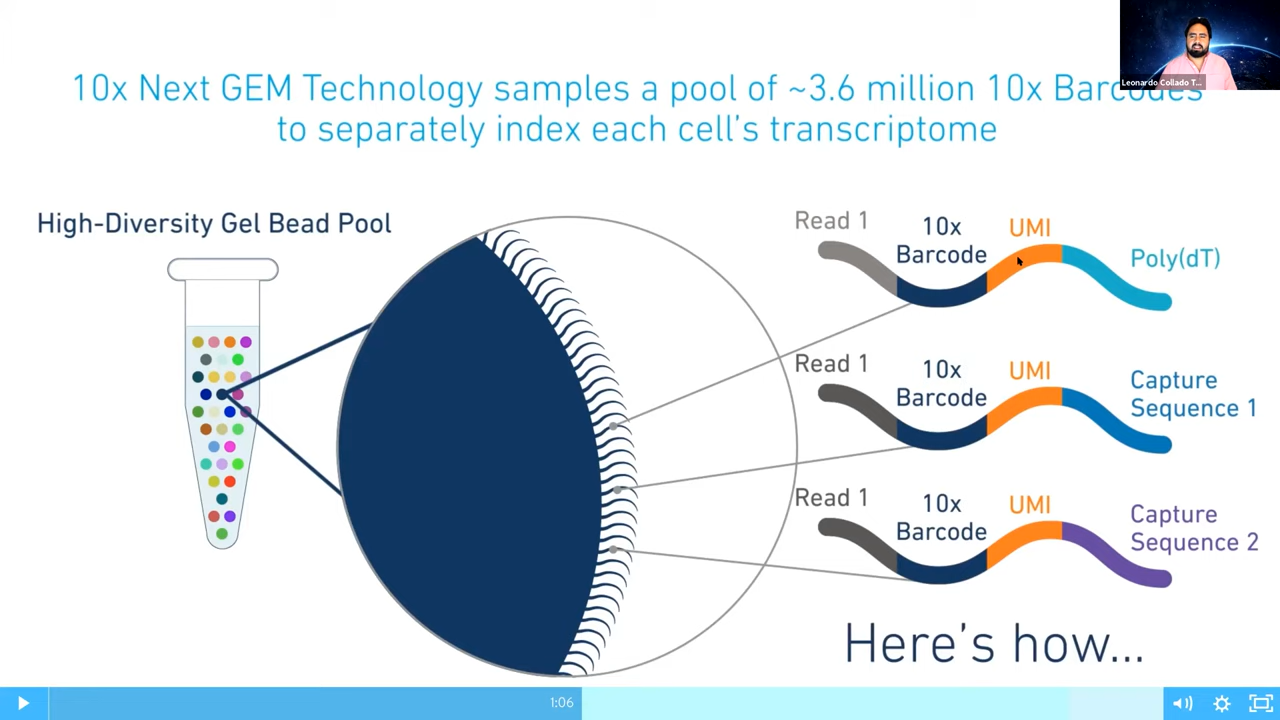 10x Next GEM Technology samples a pool of ~3.6 million 10x Barcodes
to separately index each cell's transcriptome
Leonardo Collado T...
High-Diversity Gel Bead Pool
Read 1
10x
Barcode
UMI
Poly(dT)
Read 1
10x
Barcode
UMI
Capture
Sequence 1
Read 1
10x
Barcode
UMI
Capture
Sequence 2
Here's how...
1:06